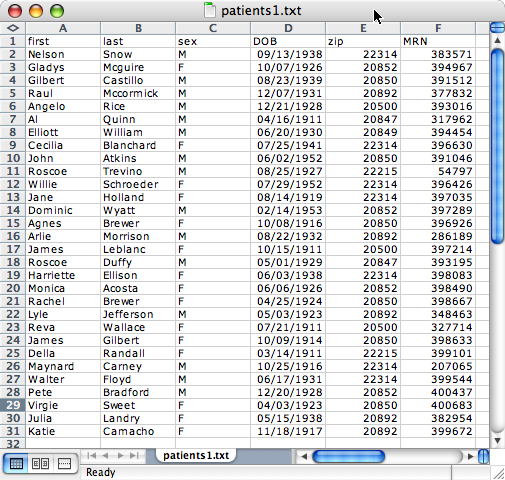 patients1.txt
A B C D E F
1 first last sex DOB zip MRN
2 Nelson Snow M 09/13/1938 22314 383571
3 Gladys Mcguire F 10/07/1926 20852 394967
4 Gilbert Castillo M 08/23/1939 20850 391512
5 Raul Mccormick M 12/07/1931 20892 377832
6 Angelo Rice M 12/21/1928 20500 393016
7 Al Quinn M 04/16/1911 20847 317962
8 Elliott William M 06/20/1930 20849 394454
9 Cecilia Blanchard F 07/25/1941 22314 396630
10 John Atkins M 06/02/1952 20850 391046
11 Roscoe Trevino M 08/25/1927 22215 54797
12 Willie Schroeder F 07/29/1952 22314 396426
13 Jane Holland F 08/14/1919 22314 397035
14 Dominic Wyatt M 02/14/1953 20852 397289
15 Agnes Brewer F 10/08/1916 20850 396926
16 Arlie Morrison M 08/22/1932 20892 286189
17 James Leblanc F 10/15/1911 20500 397214
18 Roscoe Duffy M 05/01/1929 20847 393195
19 Harriette Ellison F 06/03/1938 22314 398083
20 Monica Acosta F 06/06/1926 20852 398490
21 Rachel Brewer F 04/25/1924 20850 398667
22 Lyle Jefferson M 05/03/1923 20892 348463
23 Reva Wallace F 07/21/1911 20500 327714
24 James Gilbert F 10/09/1914 20850 398633
25 Della Randall F 03/14/1911 22215 399101
26 Maynard Carney M 10/25/1916 22314 207065
27 Walter Floyd M 06/17/1931 22314 399544
28 Pete Bradford M 12/20/1928 20852 400437
29 Virgie Sweet F 04/03/1923 20850 400683
30 Julia Landry F 05/15/1938 20892 382954
31 Katie Camacho F 11/18/1917 20892 399672
32
patients1.txt
Ready